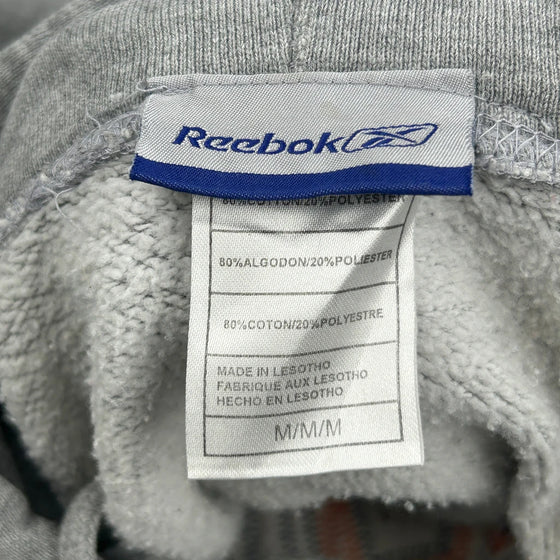 Reebok
80%COTTON/20%POLYESTER
80%ALGODON/20%POLIESTER
80%COTON/20%POLYESTRE
MADE IN LESOTHO
FABRIQUE AUX LESOTHO
HECHO EN LESOTHO
M/M/M